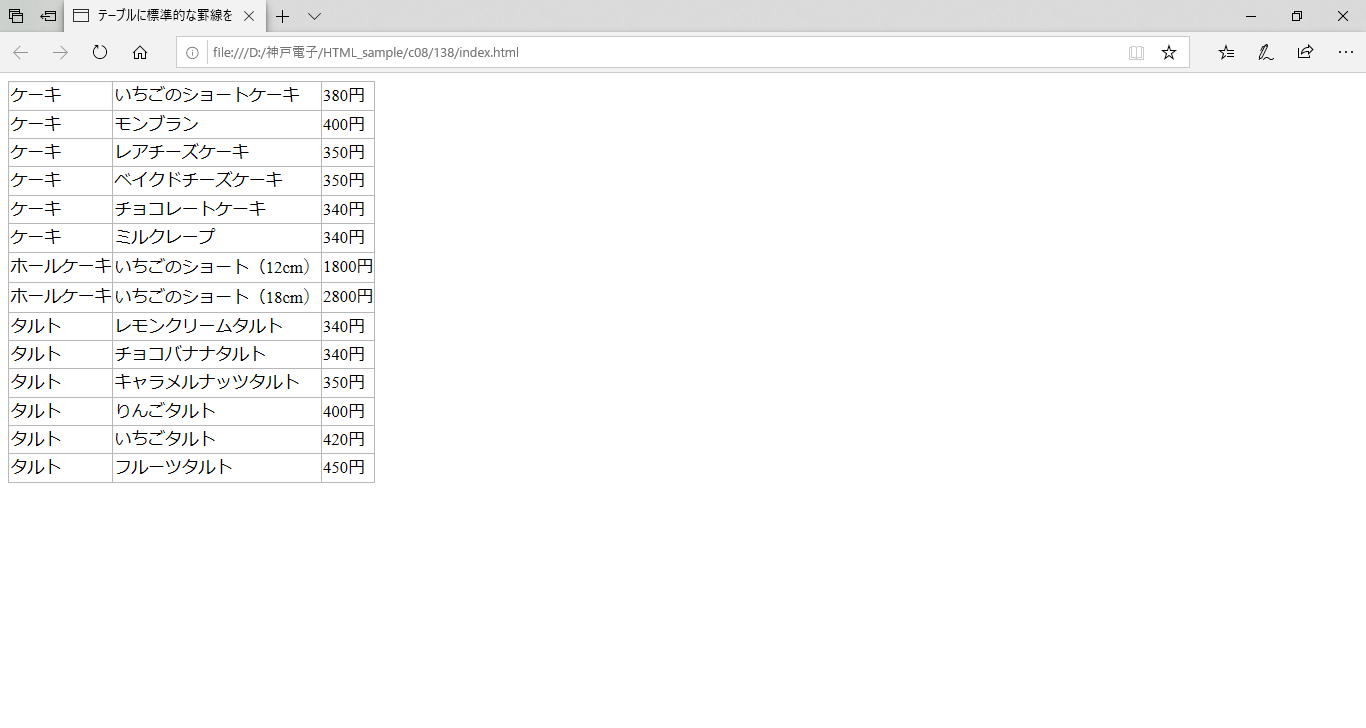 テーブルに標準的な罫線を
file:///D:/神戸電子/HTML_sample/c08/138/index.html
ケーキ いちごのショートケーキ 380円
ケーキ モンブラン 400円
ケーキ レアチーズケーキ 350円
ケーキ ベイクドチーズケーキ 350円
ケーキ チョコレートケーキ 340円
ケーキ ミルクレープ 340円
ホールケーキ いちごのショート（12cm） 1800円
ホールケーキ いちごのショート（18cm） 2800円
タルト レモンクリームタルト 340円
タルト チョコバナナタルト 340円
タルト キャラメルナッツタルト 350円
タルト りんごタルト 400円
タルト いちごタルト 420円
タルト フルーツタルト 450円